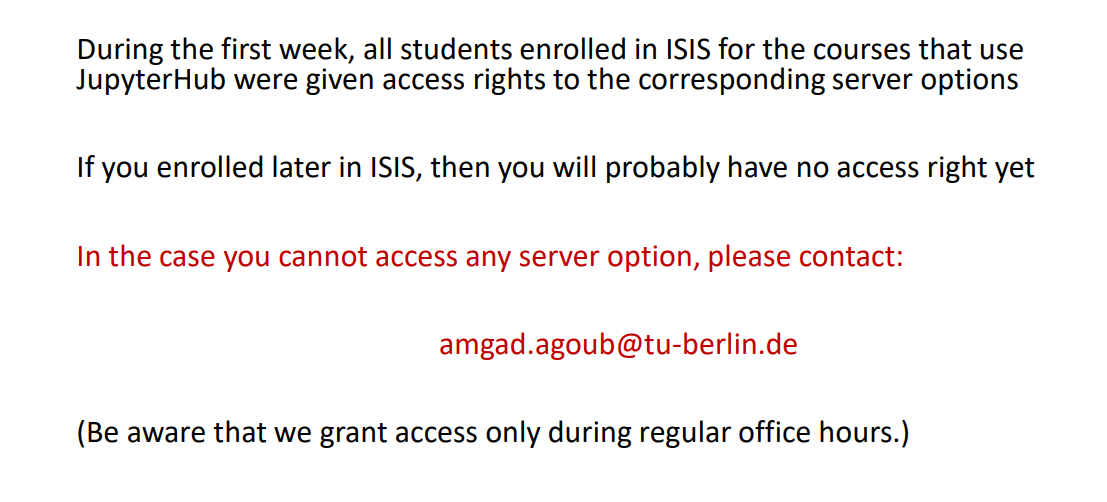 During the first week, all students enrolled in ISIS for the courses that use
JupyterHub were given access rights to the corresponding server options
If you enrolled later in ISIS, then you will probably have no access right yet
In the case you cannot access any server option, please contact:
amgad.agoub@tu-berlin.de
(Be aware that we grant access only during regular office hours.)